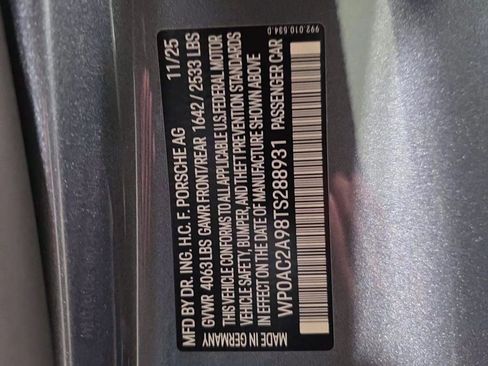 992.010.534.0
MFD BY DR. ING. H.C. F. PORSCHE AG 11/25
GVWR 4063 LBS GAWR FRONT/REAR 1642 / 2533 LBS
THIS VEHICLE CONFORMS TO ALL APPLICABLE U.S. FEDERAL MOTOR
VEHICLE SAFETY, BUMPER, AND THEFT PREVENTION STANDARDS
IN EFFECT ON THE DATE OF MANUFACTURE SHOWN ABOVE
WP0AC2A98TS288931 PASSENGER CAR
MADE IN GERMANY